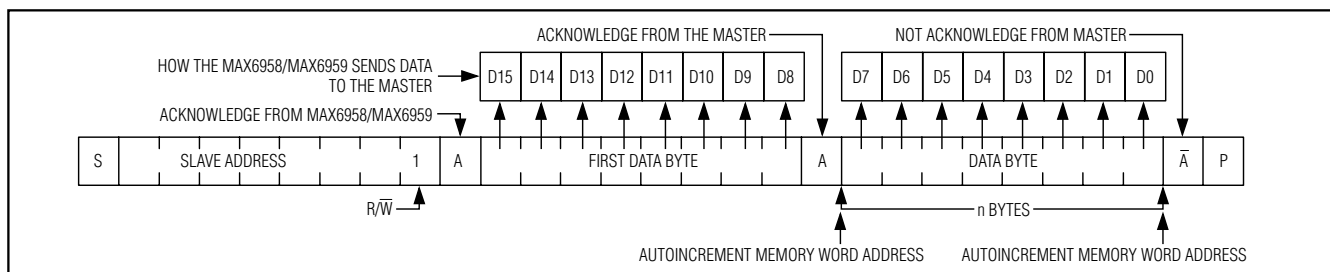 ACKNOWLEDGE FROM THE MASTER
NOT ACKNOWLEDGE FROM MASTER
HOW THE MAX6958/MAX6959 SENDS DATA
TO THE MASTER
D15 D14 D13 D12 D11 D10 D9 D8
D7 D6 D5 D4 D3 D2 D1 D0
ACKNOWLEDGE FROM MAX6958/MAX6959
S SLAVE ADDRESS 1 A FIRST DATA BYTE A DATA BYTE A̅ P
R/W̅
n BYTES
AUTOINCREMENT MEMORY WORD ADDRESS
AUTOINCREMENT MEMORY WORD ADDRESS